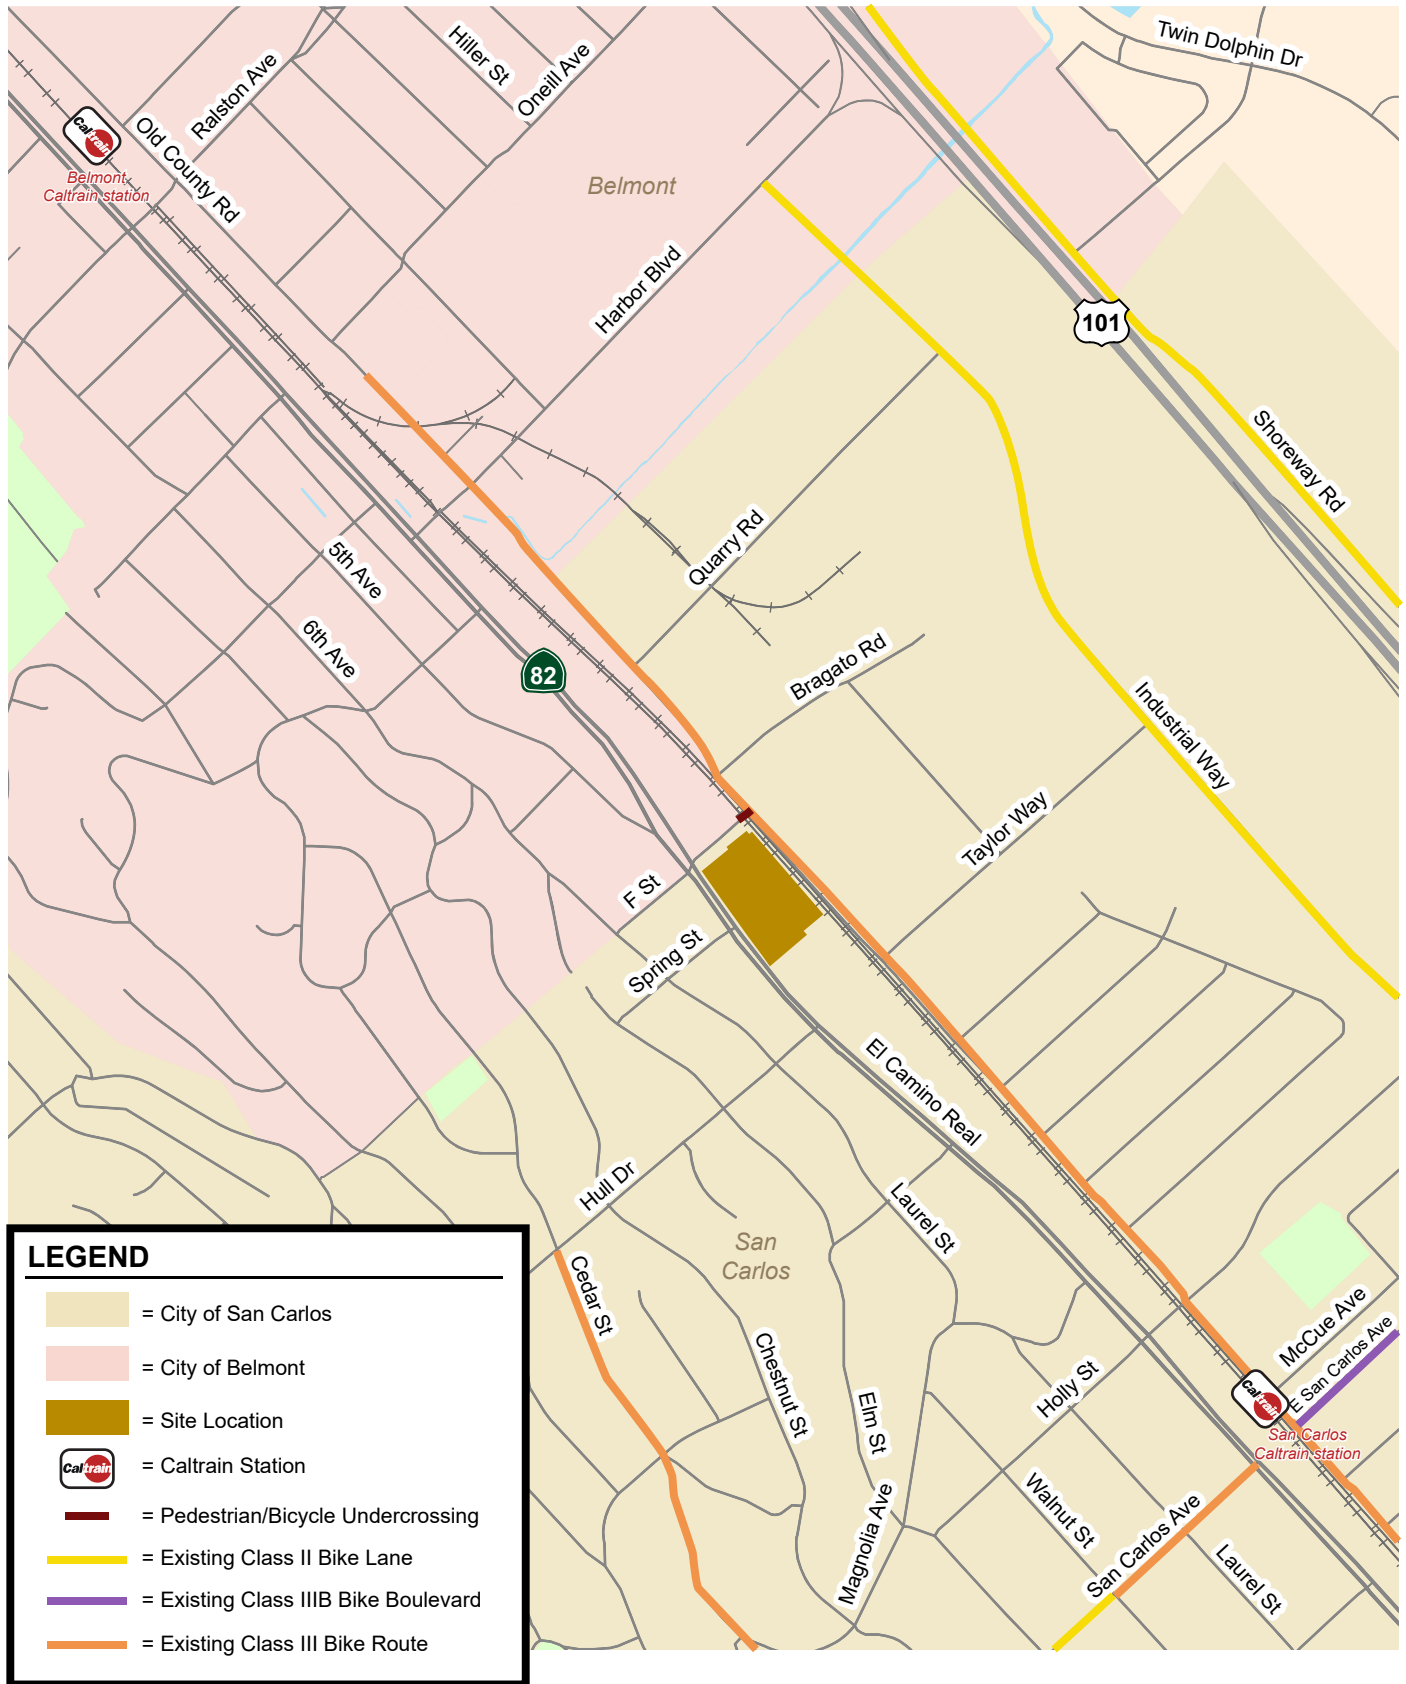 Twin Dolphin Dr
Hiller St
Oneill Ave
Ralston Ave
Caltrain
Old County Rd
Belmont
Caltrain station
Belmont
Harbor Blvd
101
Shoreway Rd
Quarry Rd
5th Ave
6th Ave
82
Bragato Rd
Industrial Way
Taylor Way
F St
Spring St
El Camino Real
Hull Dr
Laurel St
San
Carlos
Cedar St
McCue Ave
E San Carlos Ave
Chestnut St
Elm St
Holly St
Caltrain
San Carlos
Caltrain station
Magnolia Ave
Walnut St
San Carlos Ave
Laurel St
LEGEND
= City of San Carlos
= City of Belmont
= Site Location
Caltrain = Caltrain Station
= Pedestrian/Bicycle Undercrossing
= Existing Class II Bike Lane
= Existing Class IIIB Bike Boulevard
= Existing Class III Bike Route